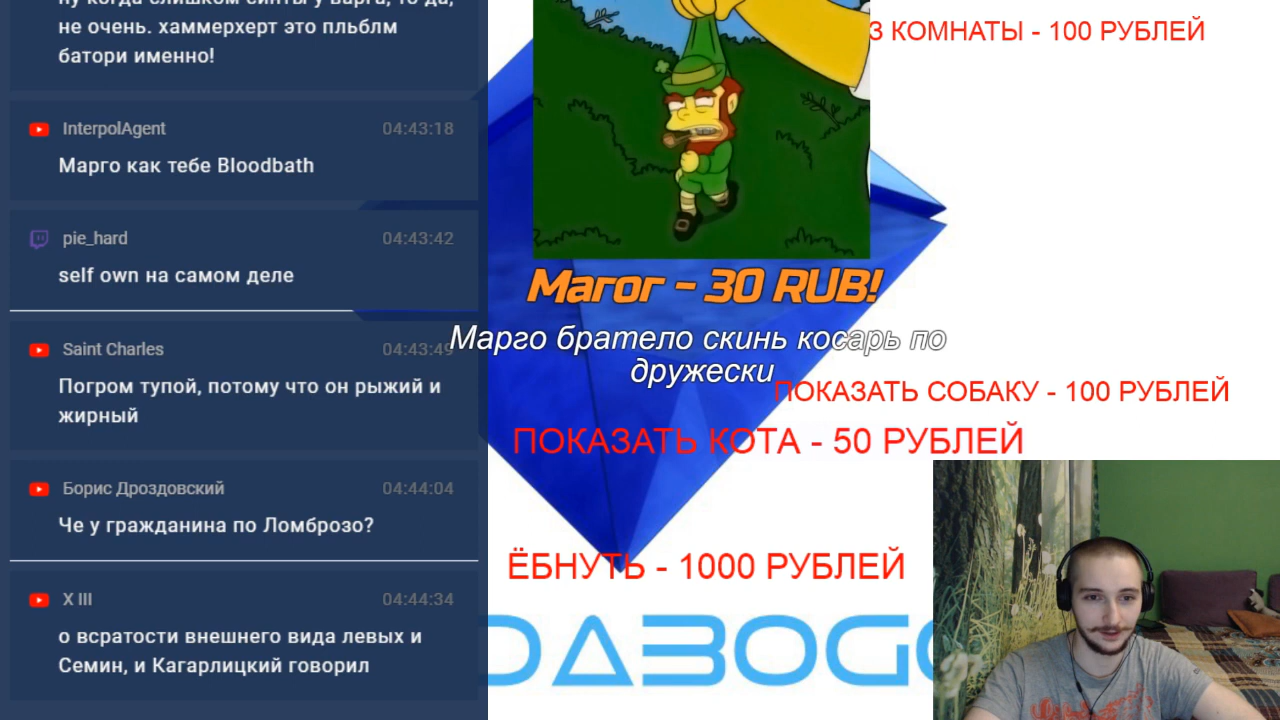 ну когда слишком синты у варга, то да,
не очень. хаммерхерт это пльблм
батори именно!
InterpolAgent 04:43:18
Марго как тебе Bloodbath
pie_hard 04:43:42
self own на самом деле
Saint Charles 04:43:49
Погром тупой, потому что он рыжий и
жирный
Борис Дроздовский 04:44:04
Че у гражданина по Ломброзо?
X III 04:44:34
о всратости внешнего вида левых и
Семин, и Кагарлицкий говорил
З КОМНАТЫ - 100 РУБЛЕЙ
Магог - 30 RUB!
Марго братело скинь косарь по
дружески
ПОКАЗАТЬ СОБАКУ - 100 РУБЛЕЙ
ПОКАЗАТЬ КОТА - 50 РУБЛЕЙ
ЁБНУТЬ - 1000 РУБЛЕЙ